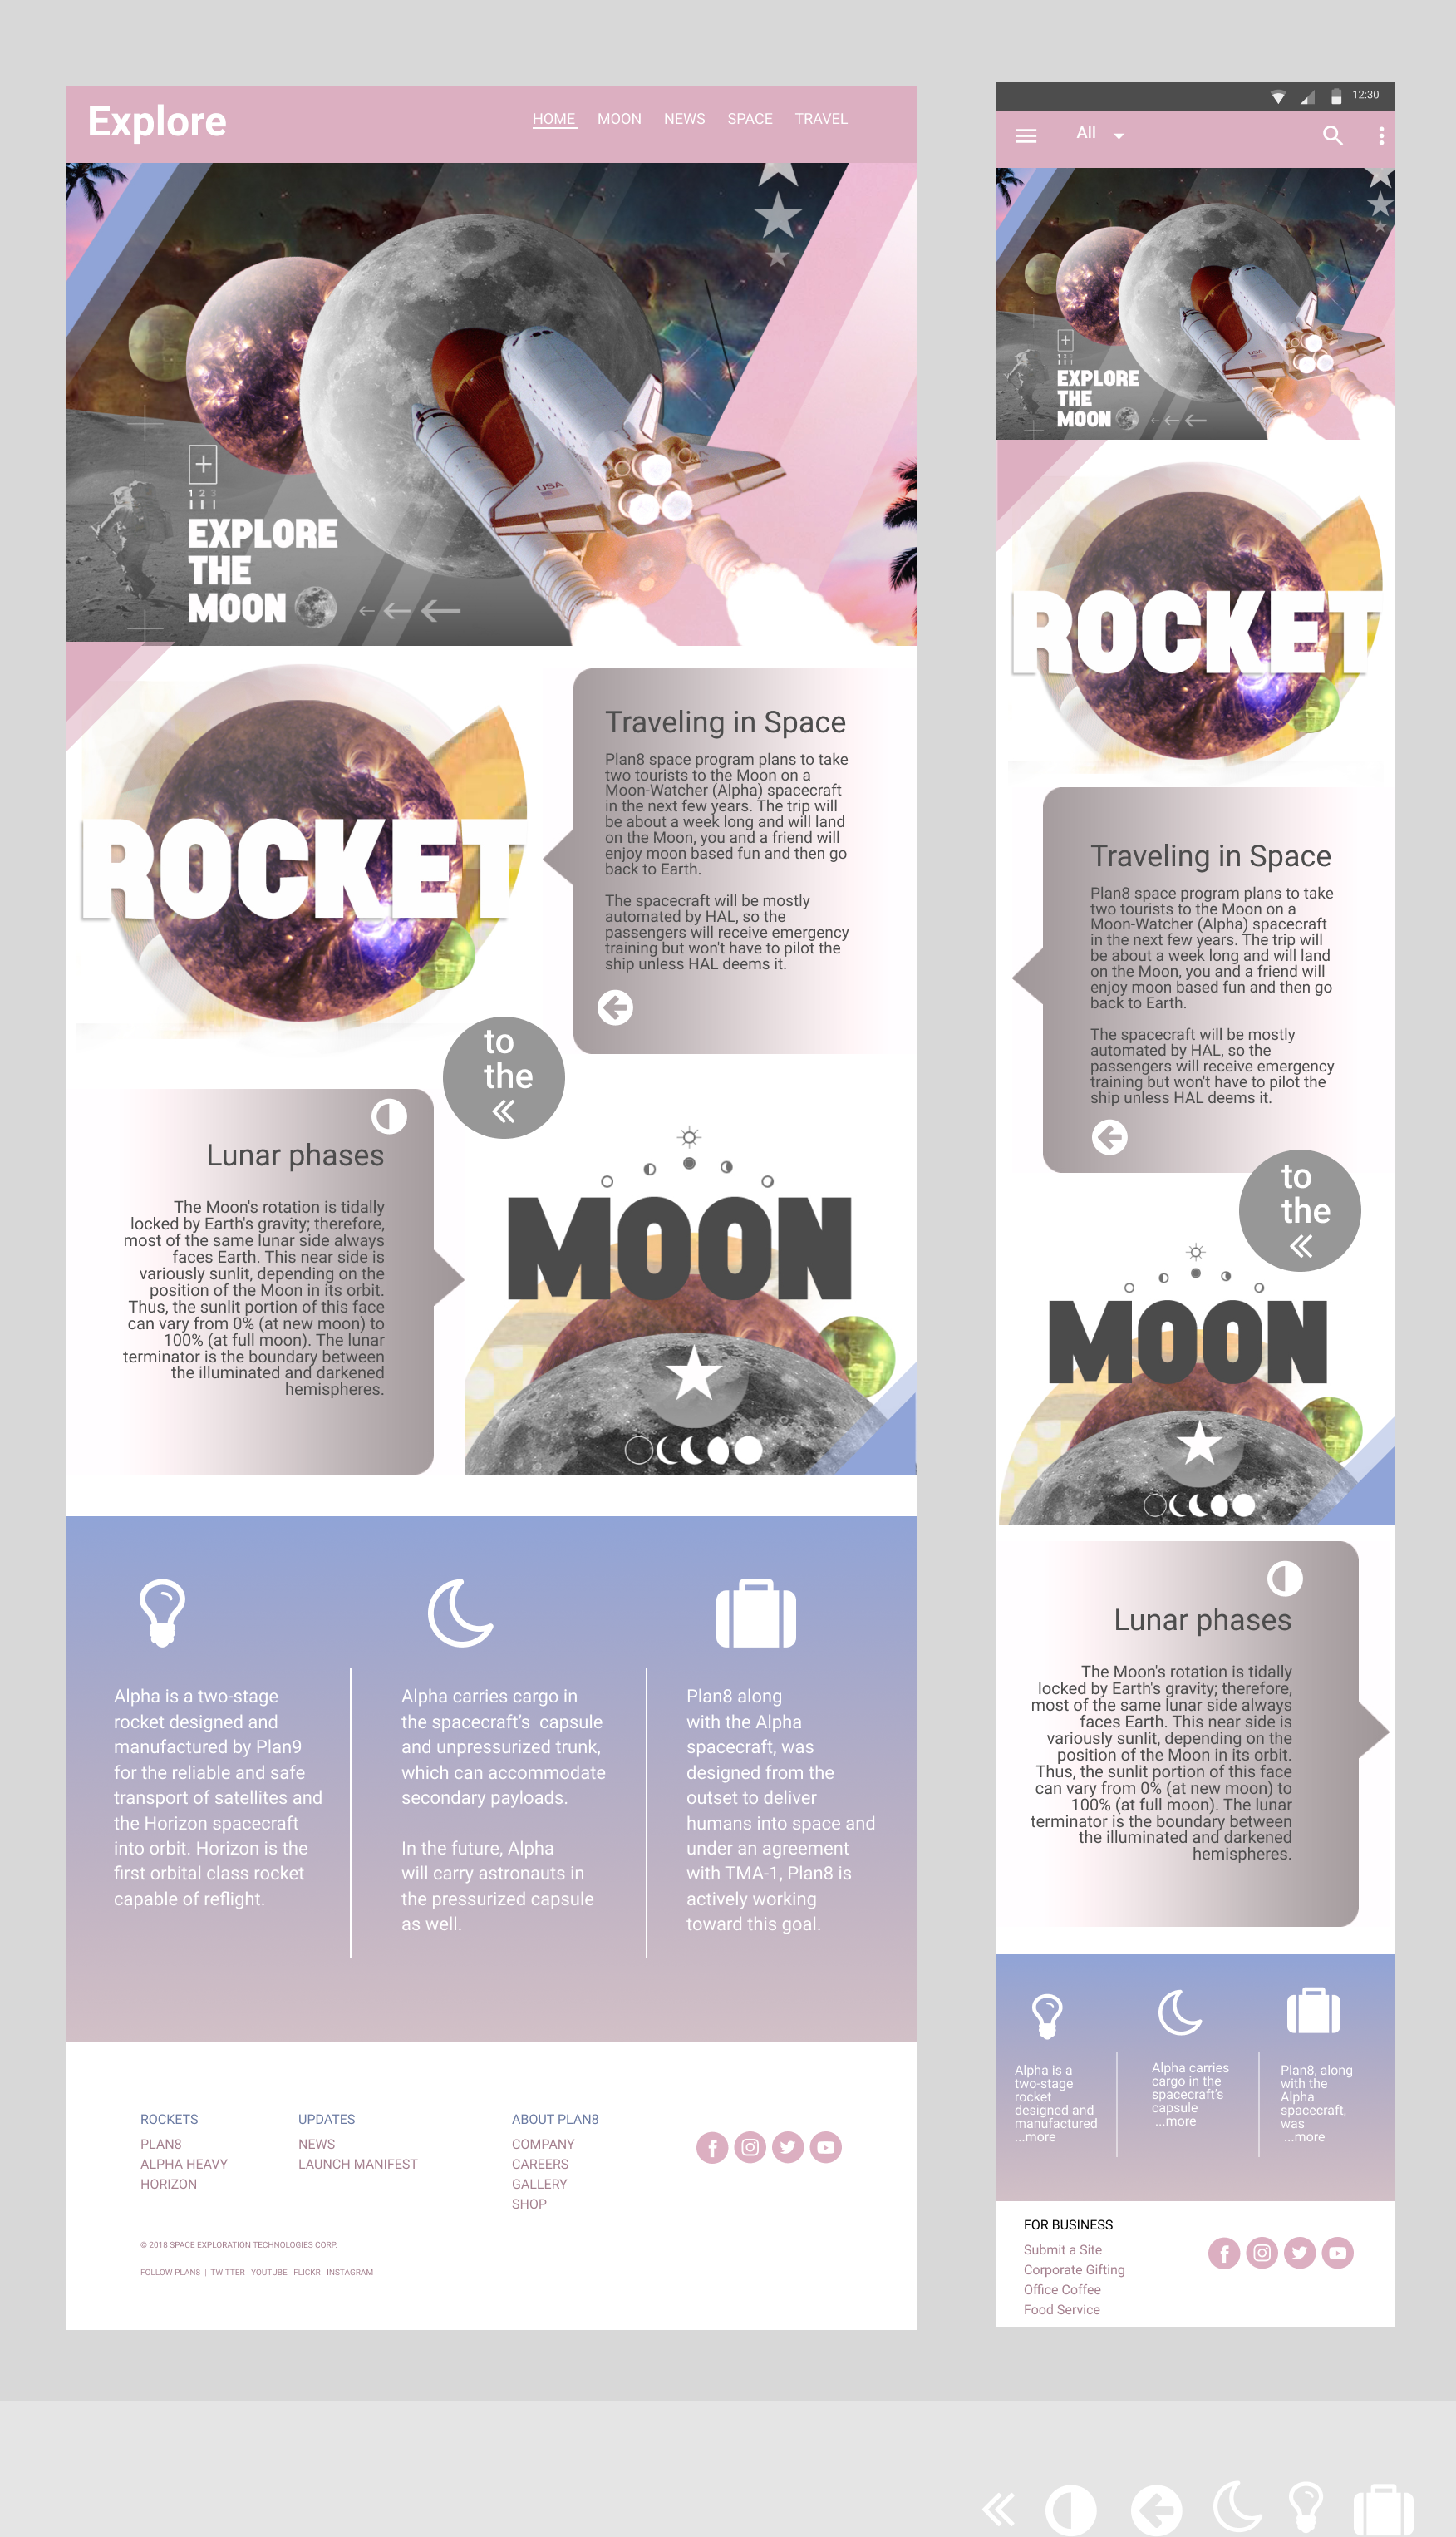 Explore
HOME MOON NEWS SPACE TRAVEL
USA
1 2 3
EXPLORE
THE
MOON
ROCKET
Traveling in Space
Plan8 space program plans to take
two tourists to the Moon on a
Moon-Watcher (Alpha) spacecraft
in the next few years. The trip will
be about a week long and will land
on the Moon, you and a friend will
enjoy moon based fun and then go
back to Earth.
The spacecraft will be mostly
automated by HAL, so the
passengers will receive emergency
training but won't have to pilot the
ship unless HAL deems it.
to
the
Lunar phases
The Moon's rotation is tidally
locked by Earth's gravity; therefore,
most of the same lunar side always
faces Earth. This near side is
variously sunlit, depending on the
position of the Moon in its orbit.
Thus, the sunlit portion of this face
can vary from 0% (at new moon) to
100% (at full moon). The lunar
terminator is the boundary between
the illuminated and darkened
hemispheres.
MOON
Alpha is a two-stage
rocket designed and
manufactured by Plan9
for the reliable and safe
transport of satellites and
the Horizon spacecraft
into orbit. Horizon is the
first orbital class rocket
capable of reflight.
Alpha carries cargo in
the spacecraft's capsule
and unpressurized trunk,
which can accommodate
secondary payloads.
In the future, Alpha
will carry astronauts in
the pressurized capsule
as well.
Plan8 along
with the Alpha
spacecraft, was
designed from the
outset to deliver
humans into space and
under an agreement
with TMA-1, Plan8 is
actively working
toward this goal.
ROCKETS
PLAN8
ALPHA HEAVY
HORIZON
UPDATES
NEWS
LAUNCH MANIFEST
ABOUT PLAN8
COMPANY
CAREERS
GALLERY
SHOP
© 2018 SPACE EXPLORATION TECHNOLOGIES CORP.
FOLLOW PLAN8 | TWITTER YOUTUBE FLICKR INSTAGRAM
12:30
All
USA
1 2 3
EXPLORE
THE
MOON
ROCKET
Traveling in Space
Plan8 space program plans to take
two tourists to the Moon on a
Moon-Watcher (Alpha) spacecraft
in the next few years. The trip will
be about a week long and will land
on the Moon, you and a friend will
enjoy moon based fun and then go
back to Earth.
The spacecraft will be mostly
automated by HAL, so the
passengers will receive emergency
training but won't have to pilot the
ship unless HAL deems it.
to
the
MOON
Lunar phases
The Moon's rotation is tidally
locked by Earth's gravity; therefore,
most of the same lunar side always
faces Earth. This near side is
variously sunlit, depending on the
position of the Moon in its orbit.
Thus, the sunlit portion of this face
can vary from 0% (at new moon) to
100% (at full moon). The lunar
terminator is the boundary between
the illuminated and darkened
hemispheres.
Alpha is a
two-stage
rocket
designed and
manufactured
...more
Alpha carries
cargo in the
spacecraft's
capsule
...more
Plan8, along
with the
Alpha
spacecraft,
was
...more
FOR BUSINESS
Submit a Site
Corporate Gifting
Office Coffee
Food Service